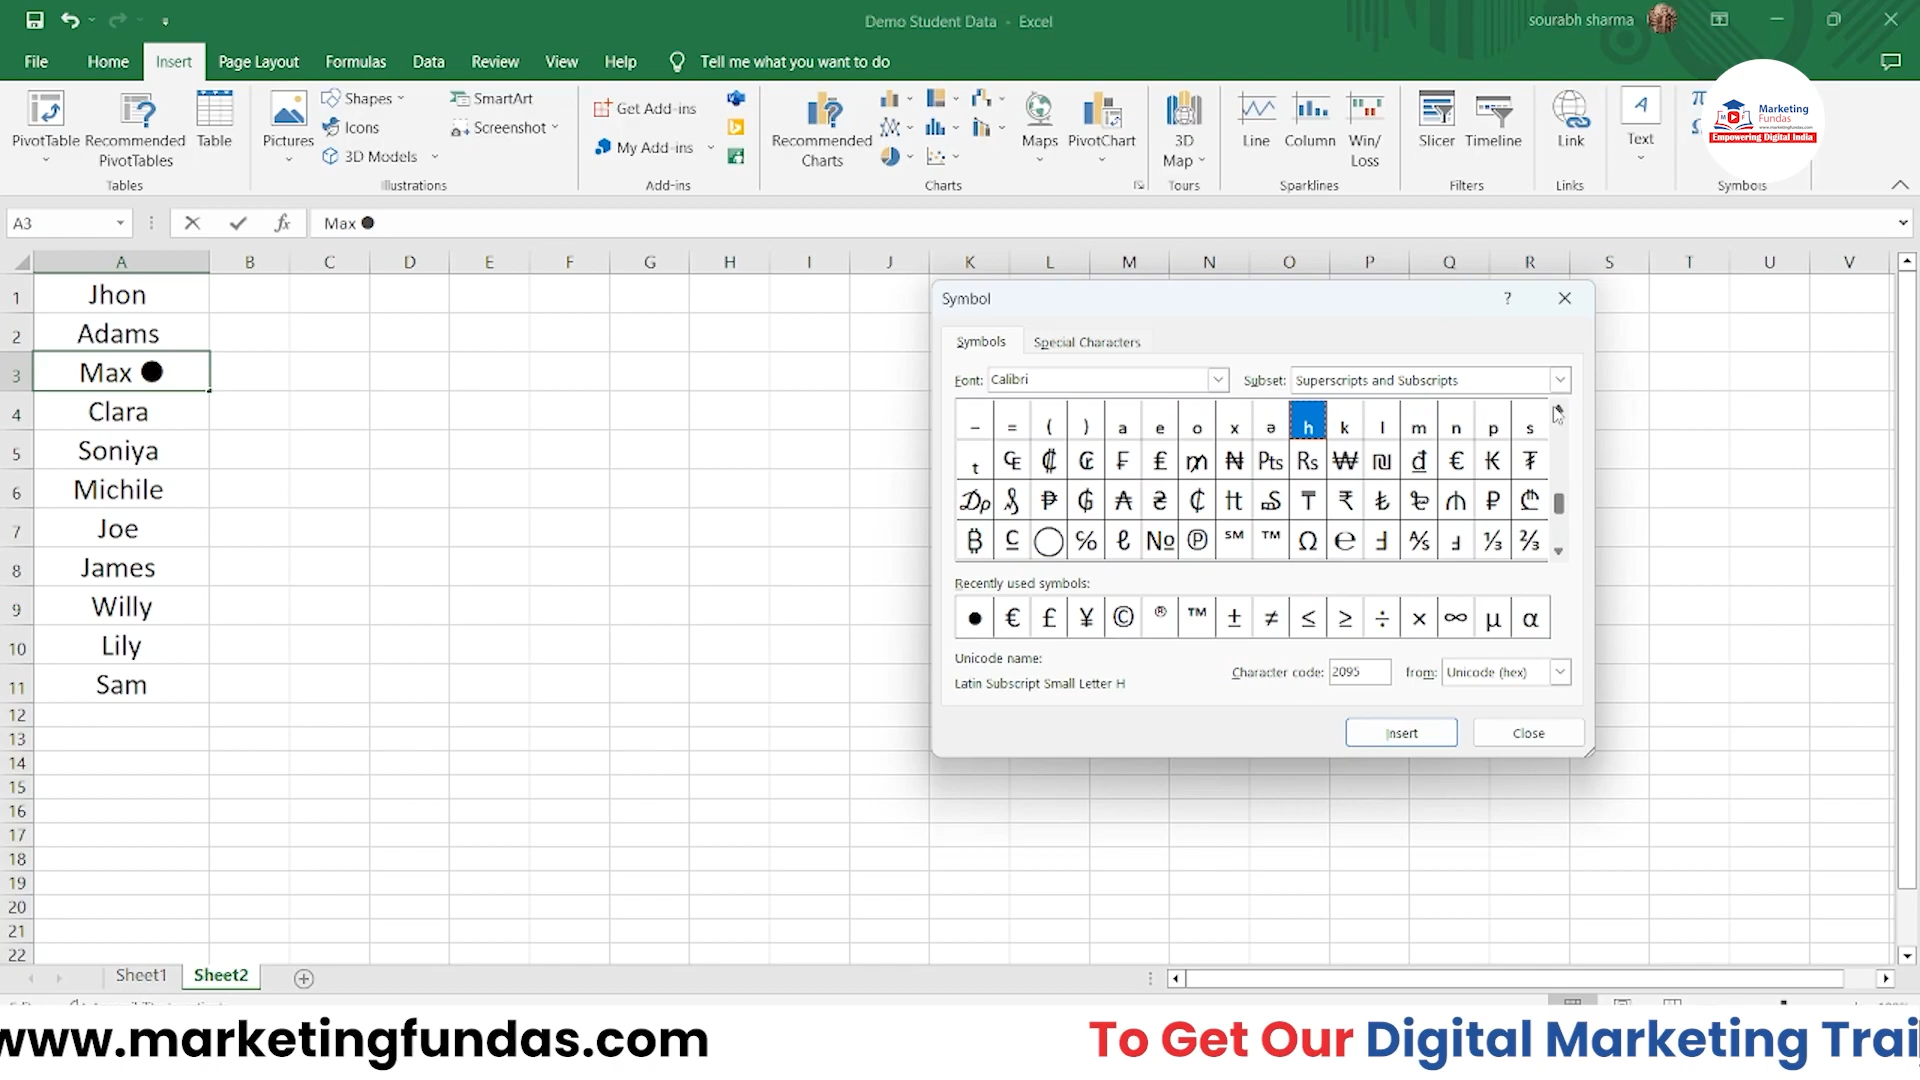 Demo Student Data - Excel
sourabh sharma
File Home Insert Page Layout Formulas Data Review View Help Tell me what you want to do
PivotTable
Recommended
PivotTables
Table
Tables
Pictures
Shapes
Icons
3D Models
SmartArt
Screenshot
Illustrations
Get Add-ins
My Add-ins
Add-ins
Recommended
Charts
Maps
PivotChart
Charts
3D
Map
Tours
Line
Column
Win/
Loss
Sparklines
Slicer
Timeline
Filters
Link
Links
A
Text
π
Ω
Symbols
Marketing
Fundas
www.marketingfundas.com
Empowering Digital India
A3
fx
Max ●
A B C D E F G H I J K L M N O P Q R S T U V
1 Jhon
2 Adams
3 Max ●
4 Clara
5 Soniya
6 Michile
7 Joe
8 James
9 Willy
10 Lily
11 Sam
12
13
14
15
16
17
18
19
20
21
22
Symbol ?
Symbols Special Characters
Font: Calibri Subset: Superscripts and Subscripts
₋ ₌ ₍ ₎ ₐ ₑ ₒ ₓ ₔ ₕ ₖ ₗ ₘ ₙ ₚ ₛ
ₜ ₠ ₡ ₢ ₣ ₤ ₥ ₦ ₧ ₨ ₩ ₪ ₫ € ₭ ₮
₯ ₰ ₱ ₲ ₳ ₴ ₵ ₶ ₷ ₸ ₹ ₺ ₻ ₼ ₽ ₾
₿ ⃀ ◯ ℅ ℓ № ℗ ℠ ™ Ω ℮ Ⅎ ⅍ ⅎ ⅓ ⅔
Recently used symbols:
● € £ ¥ © ® ™ ± ≠ ≤ ≥ ÷ × ∞ µ α
Unicode name:
Latin Subscript Small Letter H
Character code: 2095 from: Unicode (hex)
Insert Close
Sheet1 Sheet2
www.marketingfundas.com
To Get Our Digital Marketing Trai